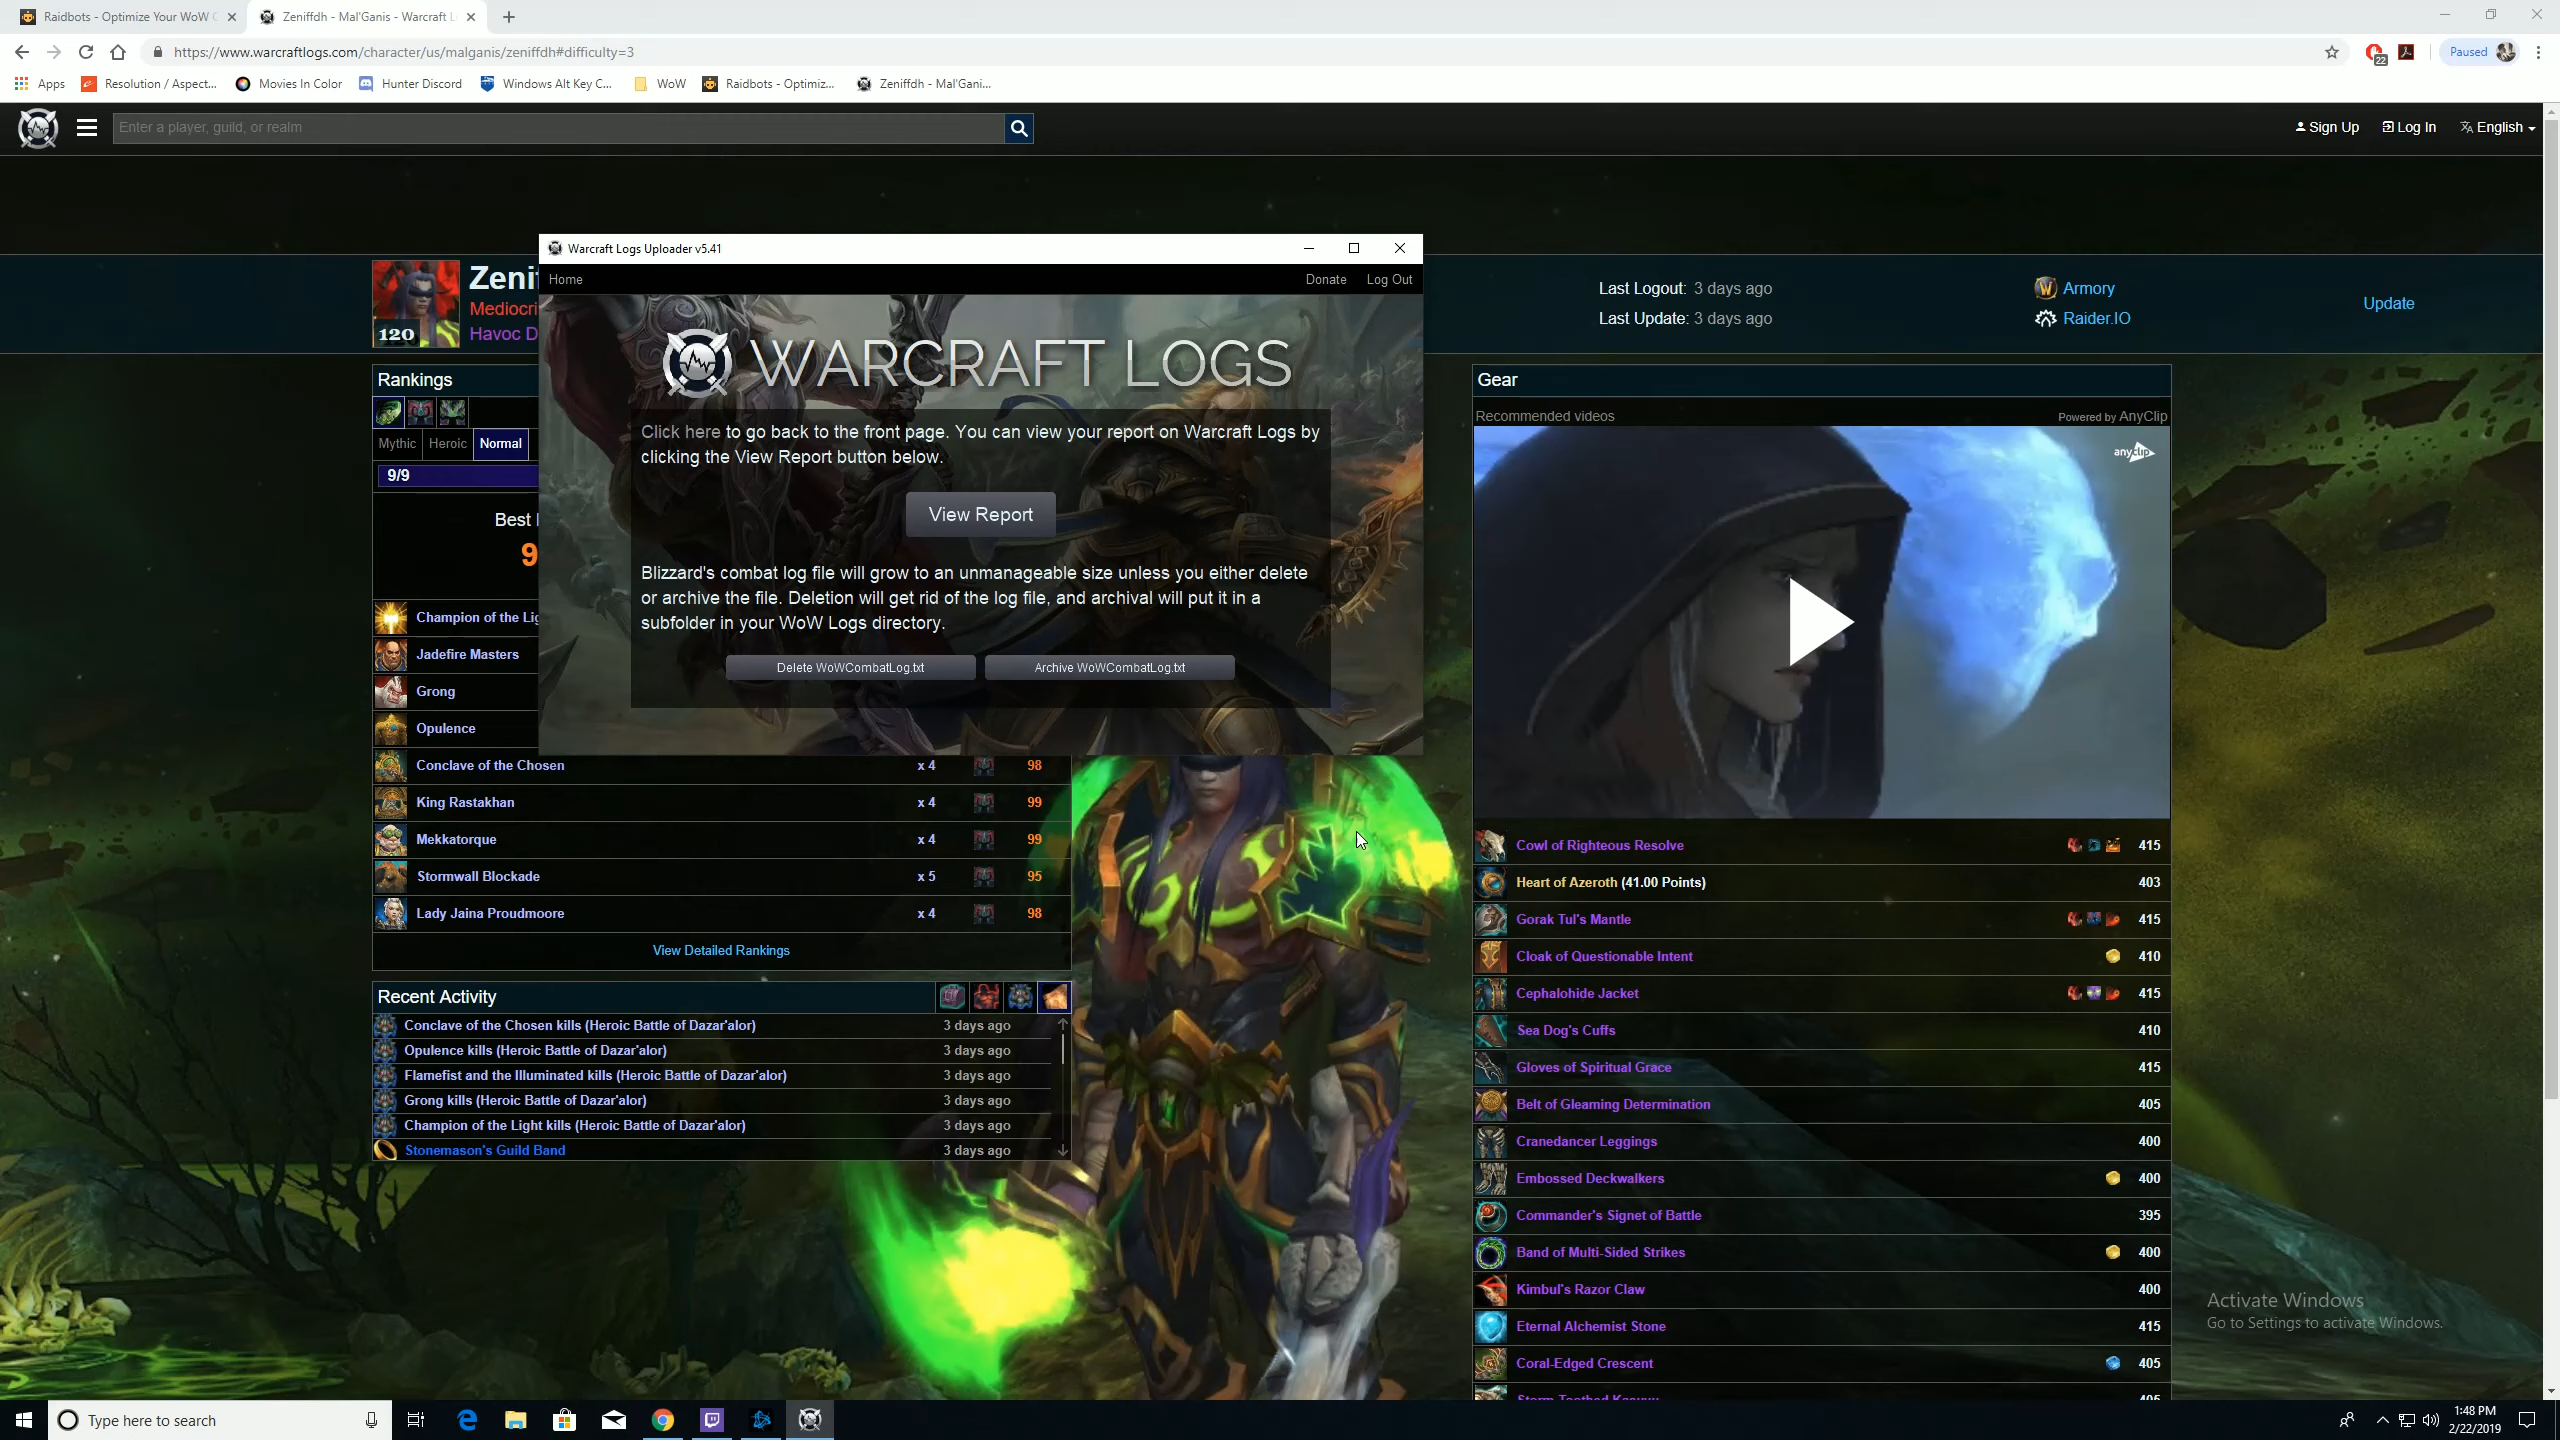 Raidbots - Optimize Your WoW C
Zeniffdh - Mal'Ganis - Warcraft L
https://www.warcraftlogs.com/character/us/malganis/zeniffdh#difficulty=3
22
Paused
Apps
Resolution / Aspect...
Movies In Color
Hunter Discord
Windows Alt Key C...
WoW
Raidbots - Optimiz...
Zeniffdh - Mal'Gani...
Enter a player, guild, or realm
Sign Up
Log In
English
Warcraft Logs Uploader v5.41
Home
Donate
Log Out
WARCRAFT LOGS
Click here to go back to the front page. You can view your report on Warcraft Logs by
clicking the View Report button below.
View Report
Blizzard's combat log file will grow to an unmanageable size unless you either delete
or archive the file. Deletion will get rid of the log file, and archival will put it in a
subfolder in your WoW Logs directory.
Delete WoWCombatLog.txt
Archive WoWCombatLog.txt
120
Zeni
Mediocri
Havoc D
Last Logout: 3 days ago
Last Update: 3 days ago
Armory
Raider.IO
Update
Rankings
Mythic
Heroic
Normal
9/9
Best
9
Champion of the Lig
Jadefire Masters
Grong
Opulence
Conclave of the Chosen x 4 98
King Rastakhan x 4 99
Mekkatorque x 4 99
Stormwall Blockade x 5 95
Lady Jaina Proudmoore x 4 98
View Detailed Rankings
Recent Activity
Conclave of the Chosen kills (Heroic Battle of Dazar'alor) 3 days ago
Opulence kills (Heroic Battle of Dazar'alor) 3 days ago
Flamefist and the Illuminated kills (Heroic Battle of Dazar'alor) 3 days ago
Grong kills (Heroic Battle of Dazar'alor) 3 days ago
Champion of the Light kills (Heroic Battle of Dazar'alor) 3 days ago
Stonemason's Guild Band 3 days ago
Gear
Recommended videos
Powered by AnyClip
anyclip
Cowl of Righteous Resolve 415
Heart of Azeroth (41.00 Points) 403
Gorak Tul's Mantle 415
Cloak of Questionable Intent 410
Cephalohide Jacket 415
Sea Dog's Cuffs 410
Gloves of Spiritual Grace 415
Belt of Gleaming Determination 405
Cranedancer Leggings 400
Embossed Deckwalkers 400
Commander's Signet of Battle 395
Band of Multi-Sided Strikes 400
Kimbul's Razor Claw 400
Eternal Alchemist Stone 415
Coral-Edged Crescent 405
Activate Windows
Go to Settings to activate Windows.
Type here to search
1:48 PM
2/22/2019